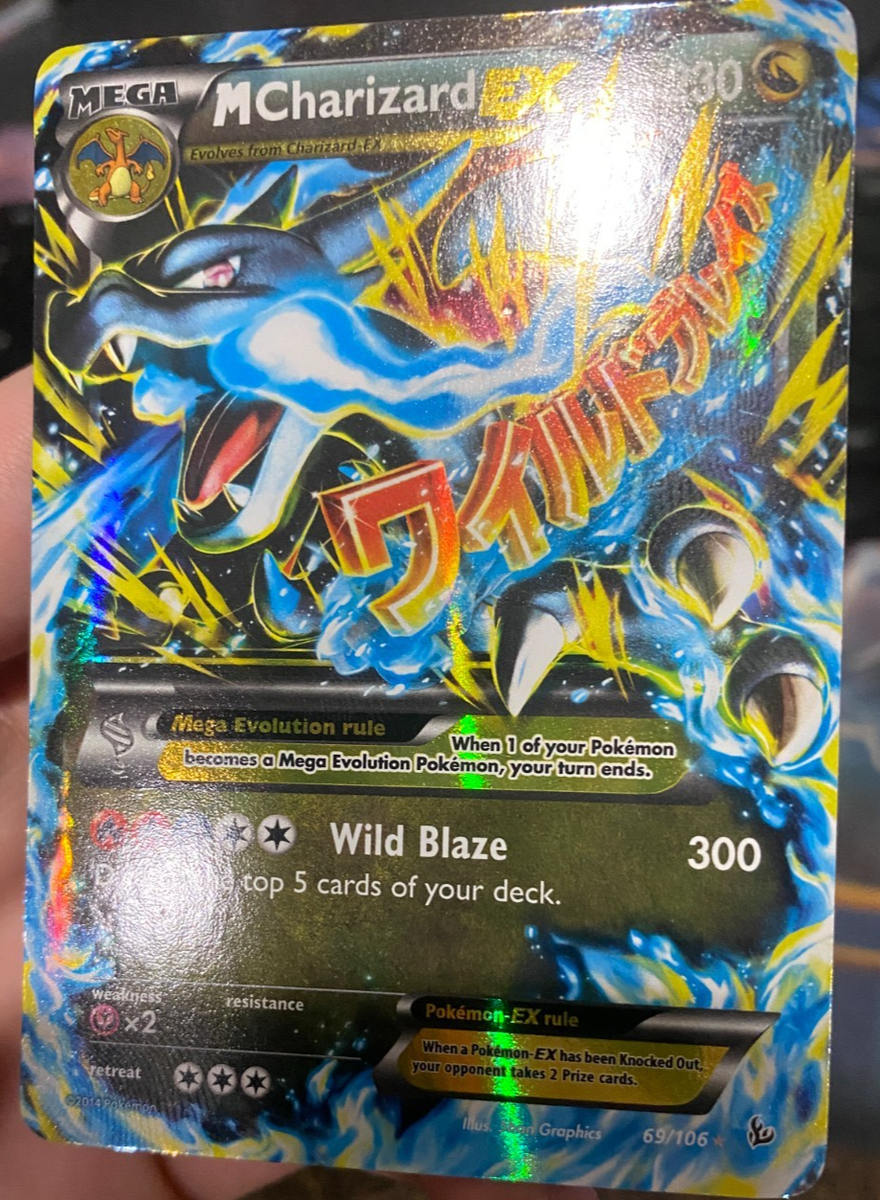 MEGA
MCharizard EX
30
Evolves from Charizard-EX
ワイルドブレイズ
Mega Evolution rule
When 1 of your Pokémon
becomes a Mega Evolution Pokémon, your turn ends.
Wild Blaze 300
top 5 cards of your deck.
weakness
×2
resistance
retreat
Pokémon-EX rule
When a Pokémon-EX has been Knocked Out,
your opponent takes 2 Prize cards.
©2014 Pokémon
Illus. Graphics
69/106